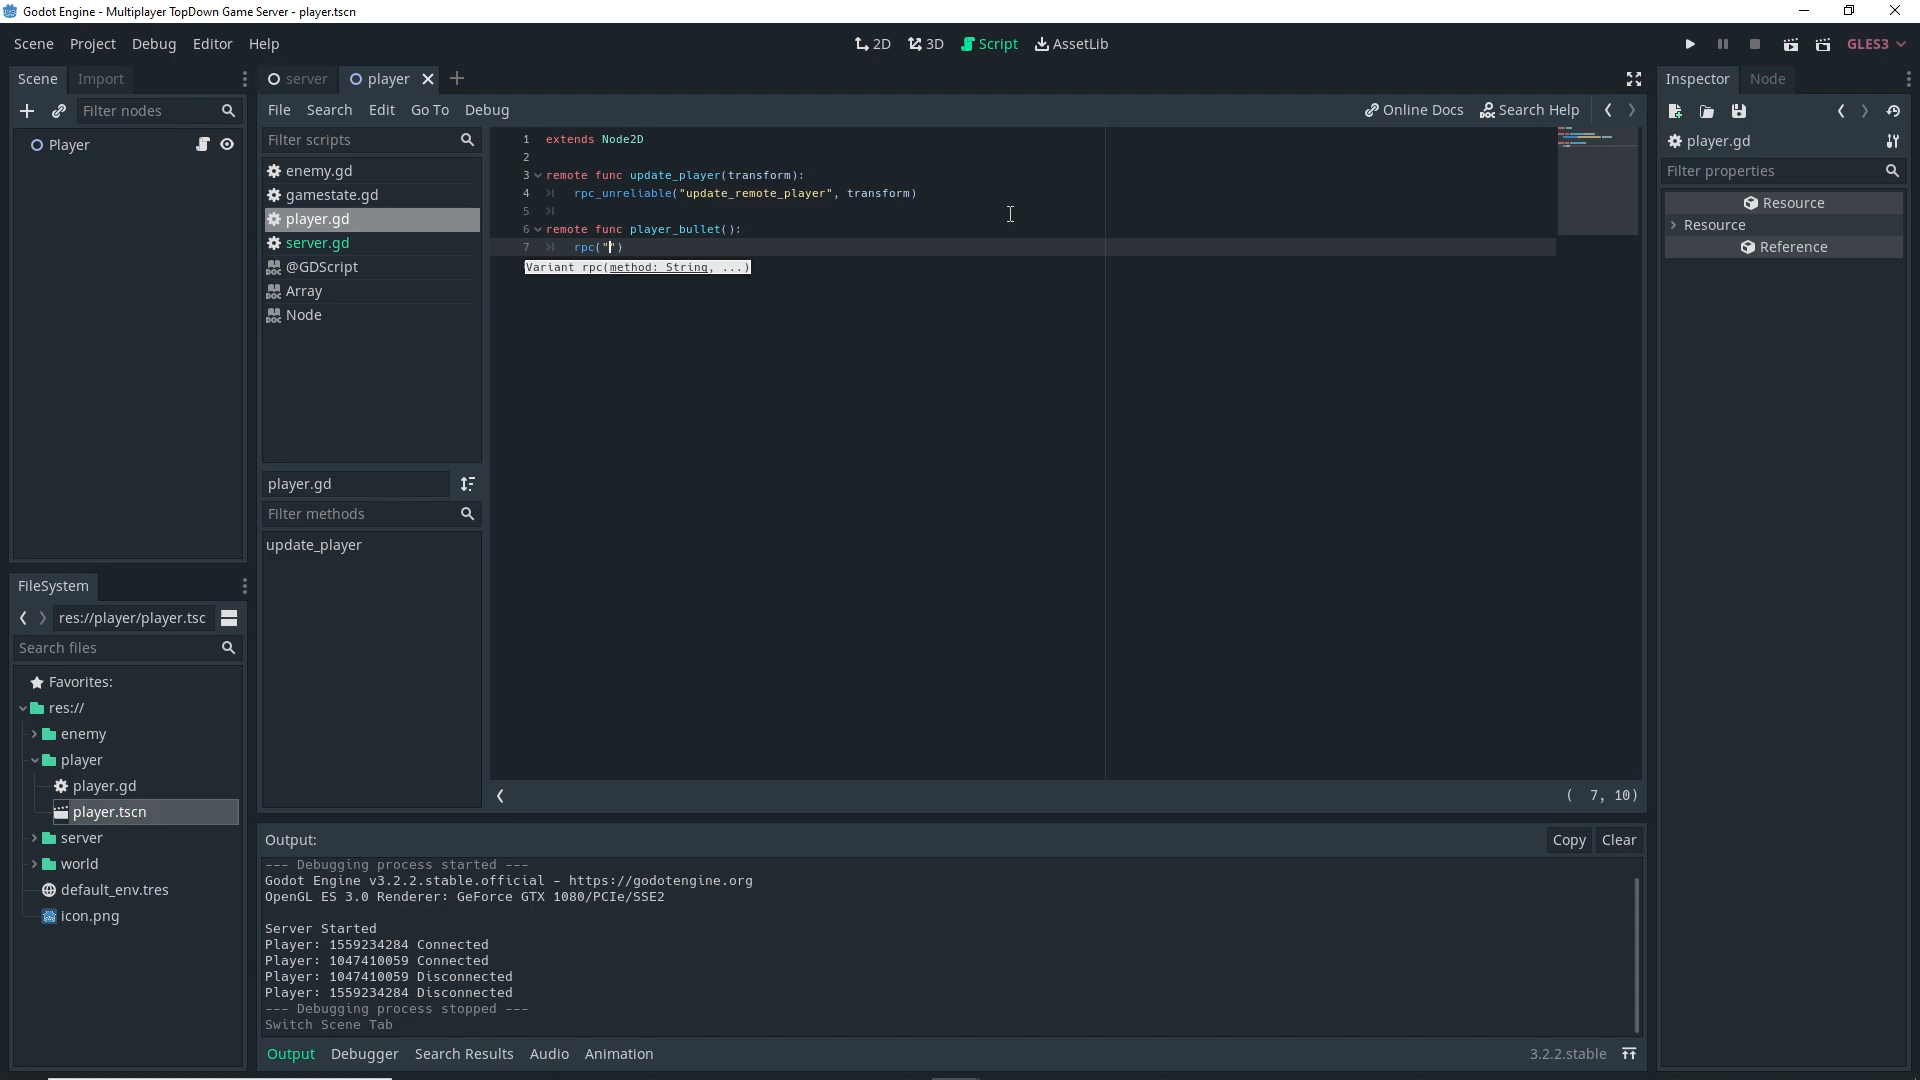 Godot Engine - Multiplayer TopDown Game Server - player.tscn
Scene Project Debug Editor Help
2D 3D Script AssetLib
GLES3
Scene Import
Filter nodes
Player
server player
File Search Edit Go To Debug
Online Docs Search Help
Filter scripts
enemy.gd
gamestate.gd
player.gd
server.gd
@GDScript
Array
Node
player.gd
Filter methods
update_player
1 extends Node2D
2
3 remote func update_player(transform):
4 rpc_unreliable("update_remote_player", transform)
5
6 remote func player_bullet():
7 rpc("")
Variant rpc(method: String, ...)
( 7, 10)
Inspector Node
player.gd
Filter properties
Resource
Resource
Reference
FileSystem
res://player/player.tsc
Search files
Favorites:
res://
enemy
player
player.gd
player.tscn
server
world
default_env.tres
icon.png
Output:
Copy Clear
--- Debugging process started ---
Godot Engine v3.2.2.stable.official - https://godotengine.org
OpenGL ES 3.0 Renderer: GeForce GTX 1080/PCIe/SSE2
Server Started
Player: 1559234284 Connected
Player: 1047410059 Connected
Player: 1047410059 Disconnected
Player: 1559234284 Disconnected
--- Debugging process stopped ---
Switch Scene Tab
Output Debugger Search Results Audio Animation
3.2.2.stable